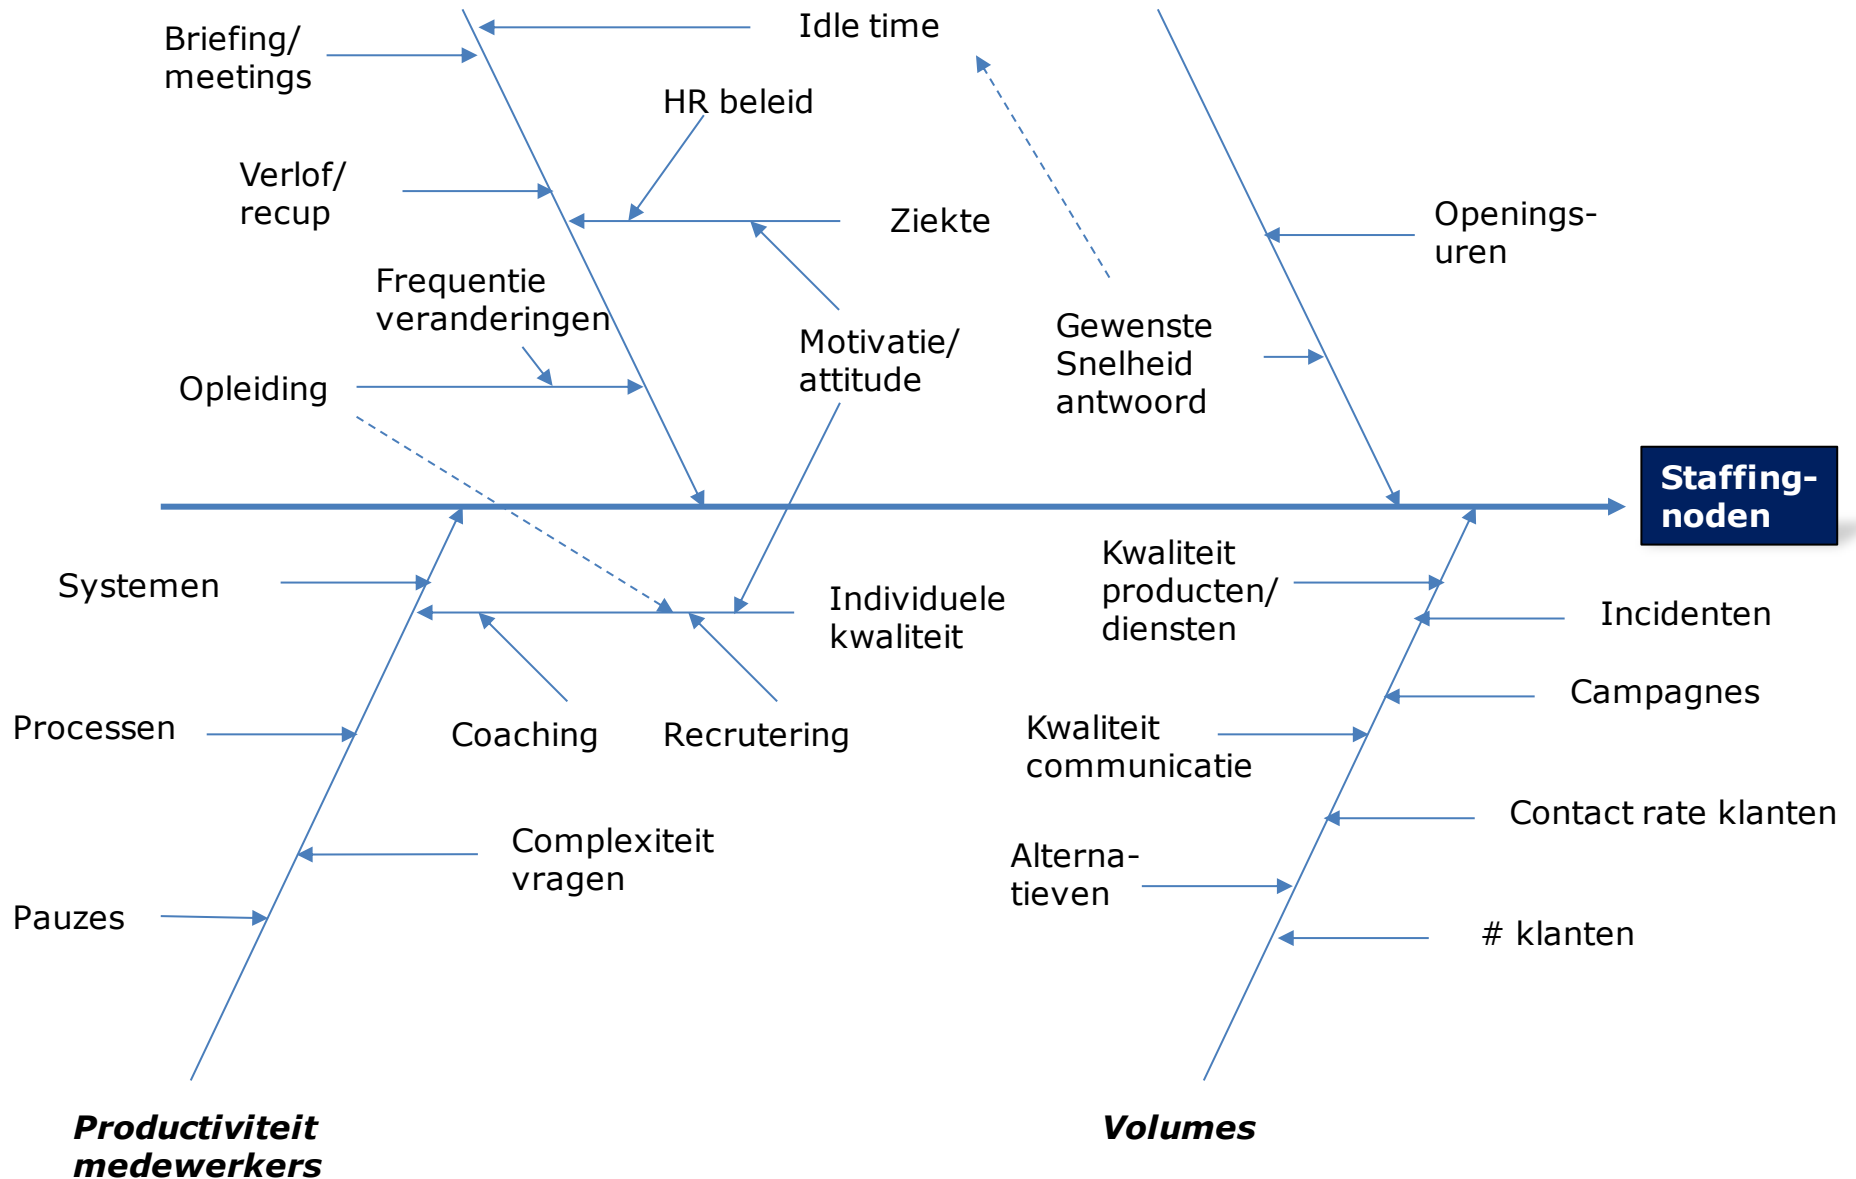 Idle time
Briefing/
meetings
HR beleid
Verlof/
recup
Ziekte
Openings-
uren
Frequentie
veranderingen
Gewenste
Snelheid
antwoord
Motivatie/
attitude
Opleiding
Staffing-
noden
Kwaliteit
producten/
diensten
Systemen
Individuele
kwaliteit
Incidenten
Campagnes
Processen
Coaching
Recrutering
Kwaliteit
communicatie
Contact rate klanten
Complexiteit
vragen
Alterna-
tieven
Pauzes
# klanten
Productiviteit
medewerkers
Volumes